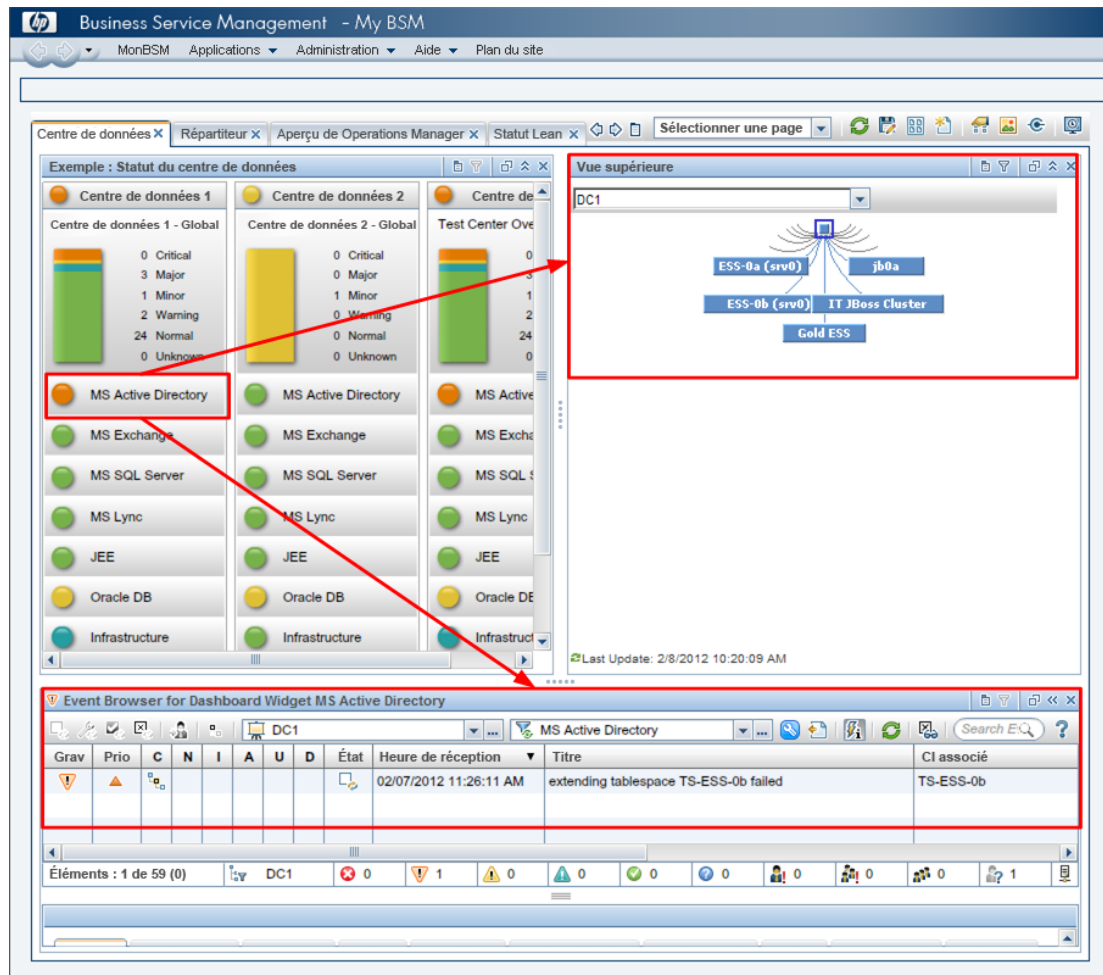 hp Business Service Management - My BSM
MonBSM Applications Administration Aide Plan du site
Centre de données Répartiteur Aperçu de Operations Manager Statut Lean Sélectionner une page
Exemple : Statut du centre de données
Centre de données 1
Centre de données 1 - Global
0 Critical
3 Major
1 Minor
2 Warning
24 Normal
0 Unknown
MS Active Directory
MS Exchange
MS SQL Server
MS Lync
JEE
Oracle DB
Infrastructure
Centre de données 2
Centre de données 2 - Global
0 Critical
0 Major
1 Minor
0 Warning
0 Normal
0 Unknown
MS Active Directory
MS Exchange
MS SQL Server
MS Lync
JEE
Oracle DB
Infrastructure
Centre de
Test Center Ove
0
3
1
2
24
0
MS Active
MS Excha
MS SQL
MS Lync
JEE
Oracle DE
Infrastruct
Vue supérieure
DC1
ESS-0a (srv0) jb0a
ESS-0b (srv0) IT JBoss Cluster
Gold ESS
Last Update: 2/8/2012 10:20:09 AM
Event Browser for Dashboard Widget MS Active Directory
DC1 ... MS Active Directory ... Search E
Grav Prio C N I A U D État Heure de réception Titre CI associé
02/07/2012 11:26:11 AM extending tablespace TS-ESS-0b failed TS-ESS-0b
Éléments : 1 de 59 (0) DC1 0 1 0 0 0 0 0 0 0 1